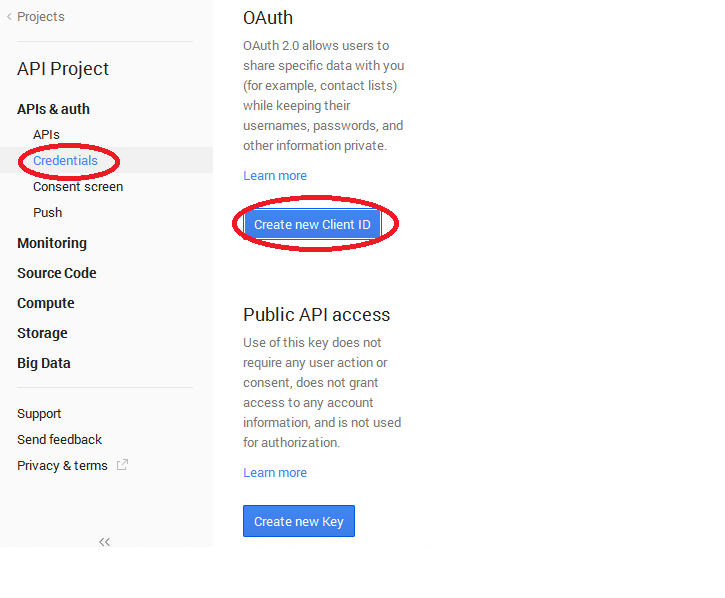 Projects
API Project
APIs & auth
APIs
Credentials
Consent screen
Push
Monitoring
Source Code
Compute
Storage
Big Data
Support
Send feedback
Privacy & terms
OAuth
OAuth 2.0 allows users to
share specific data with you
(for example, contact lists)
while keeping their
usernames, passwords, and
other information private.
Learn more
Create new Client ID
Public API access
Use of this key does not
require any user action or
consent, does not grant
access to any account
information, and is not used
for authorization.
Learn more
Create new Key